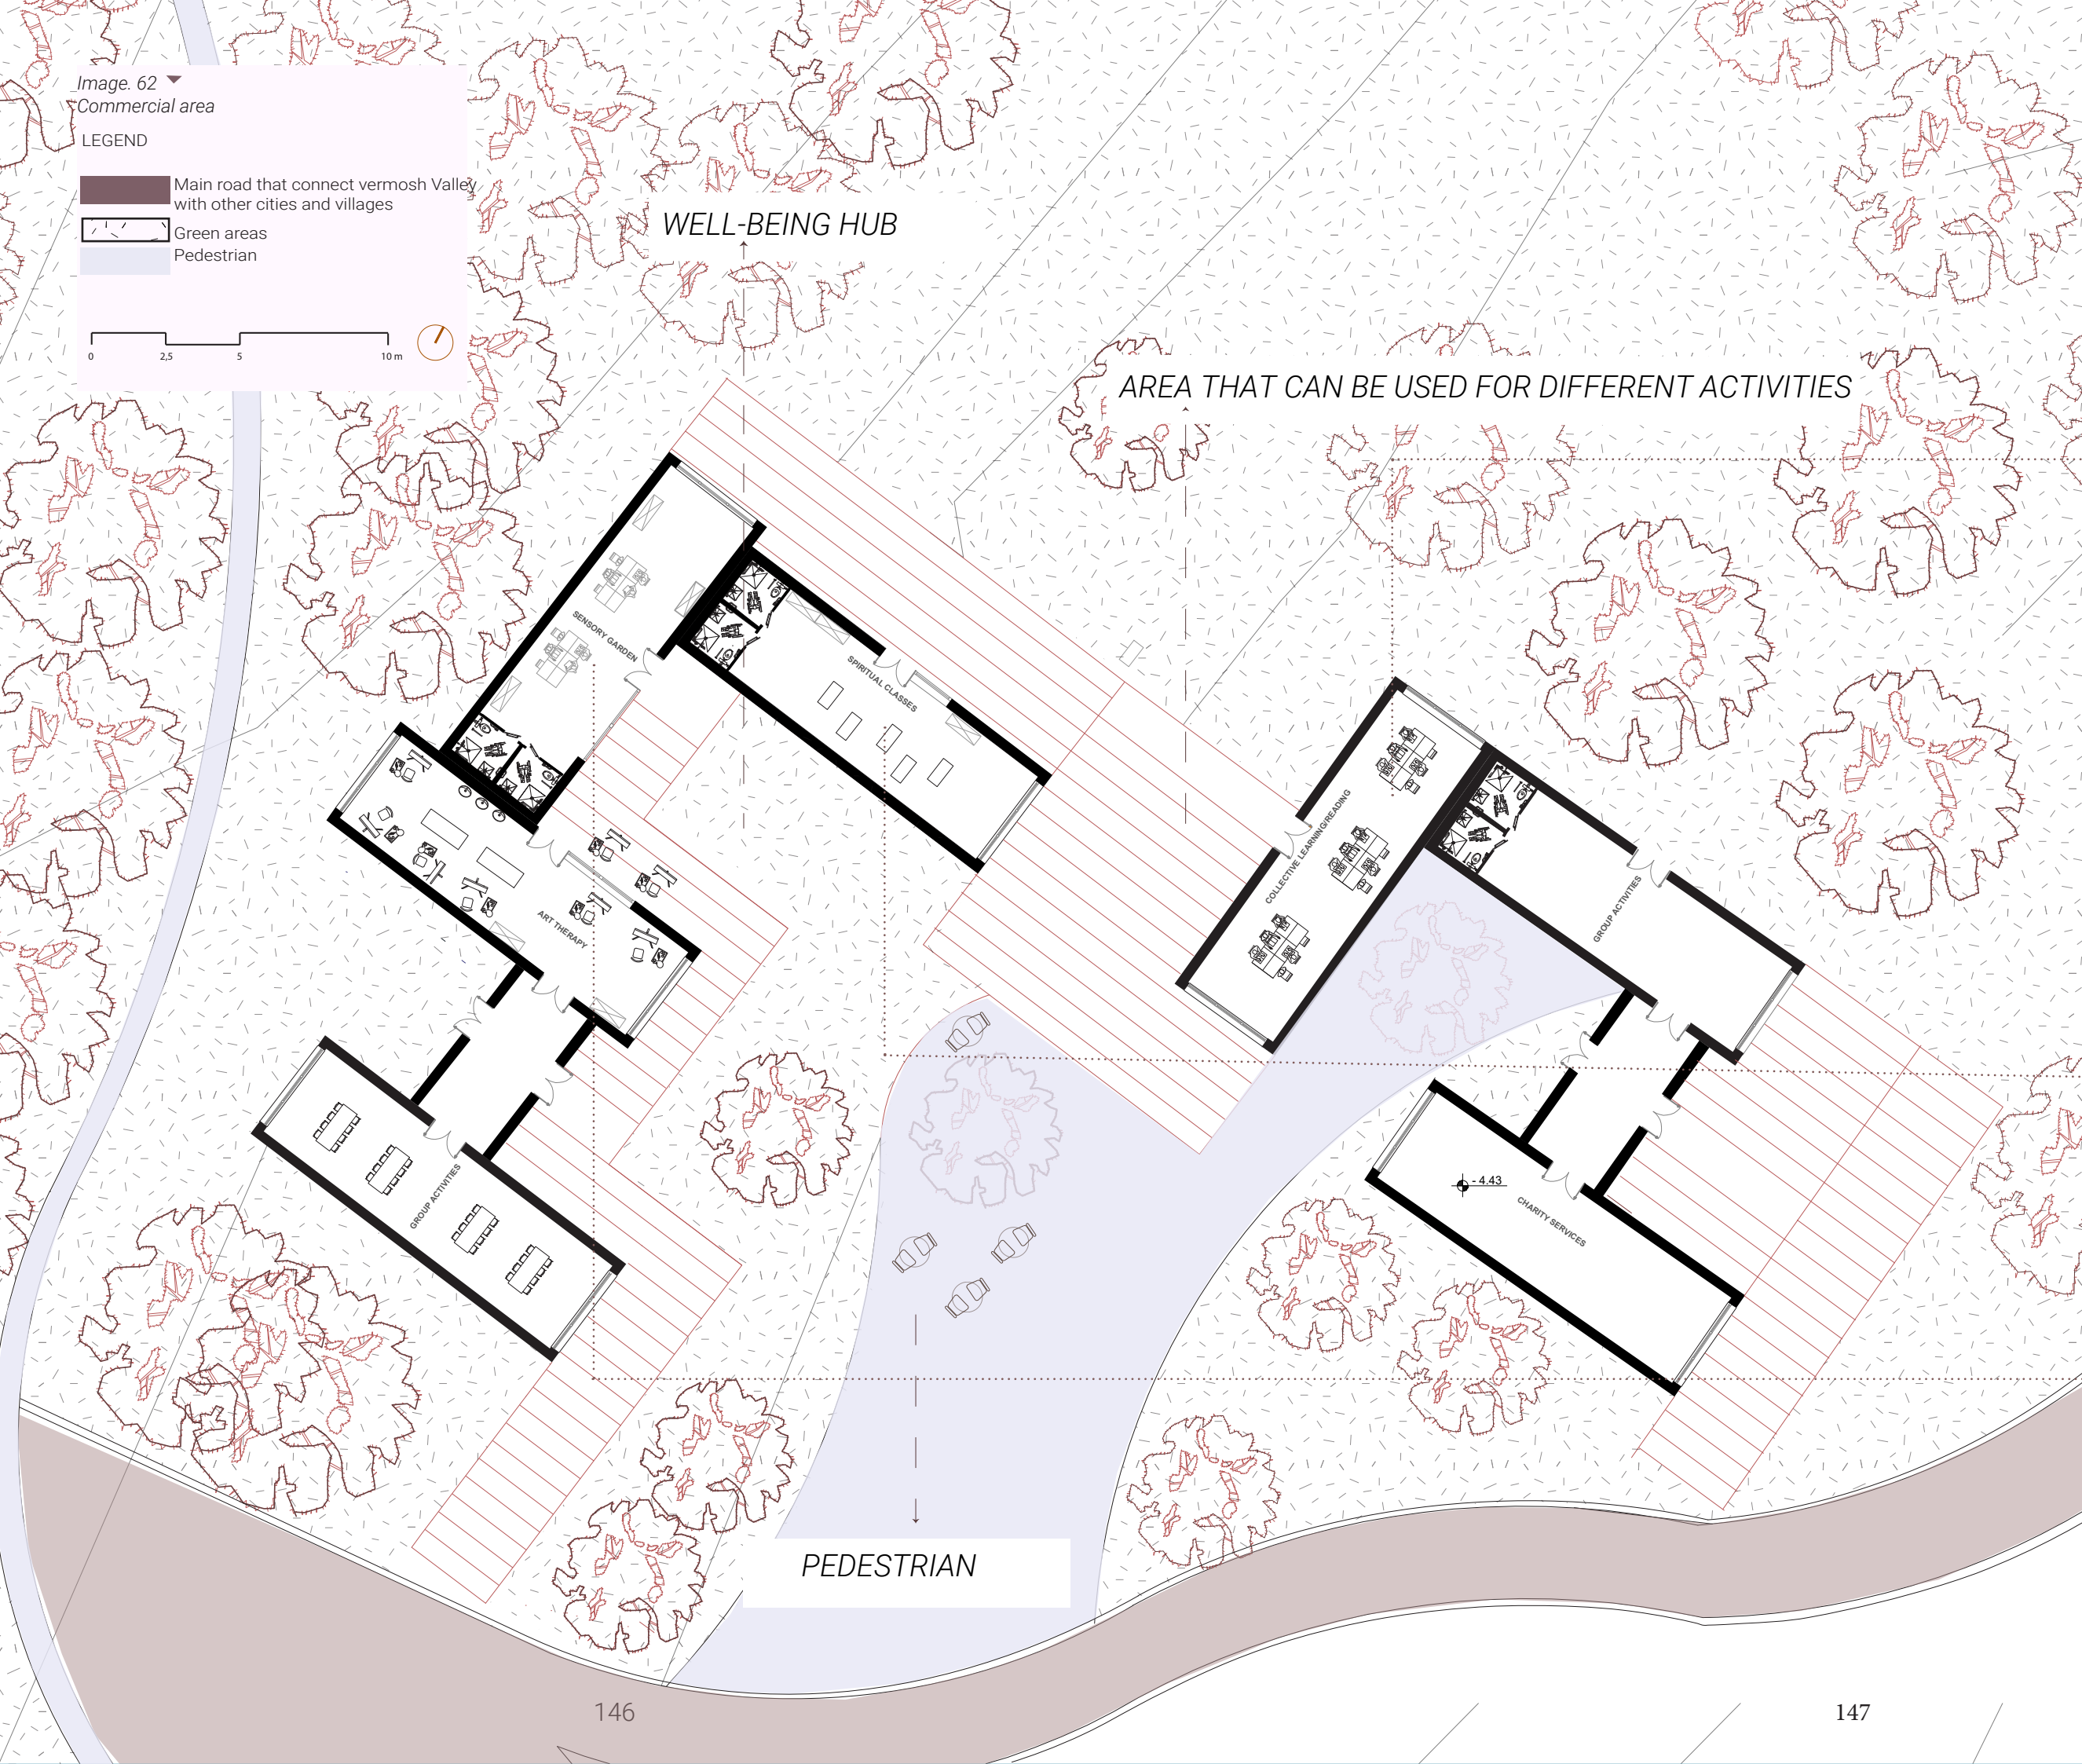 Image. 62
Commercial area
LEGEND
Main road that connect vermosh Valley
with other cities and villages
Green areas
Pedestrian
0 2,5 5 10 m
WELL-BEING HUB
AREA THAT CAN BE USED FOR DIFFERENT ACTIVITIES
SENSORY GARDEN
SPIRITUAL CLASSES
COLLECTIVE LEARNING/READING
GROUP ACTIVITIES
ART THERAPY
GROUP ACTIVITIES
- 4.43
CHARITY SERVICES
PEDESTRIAN
146
147